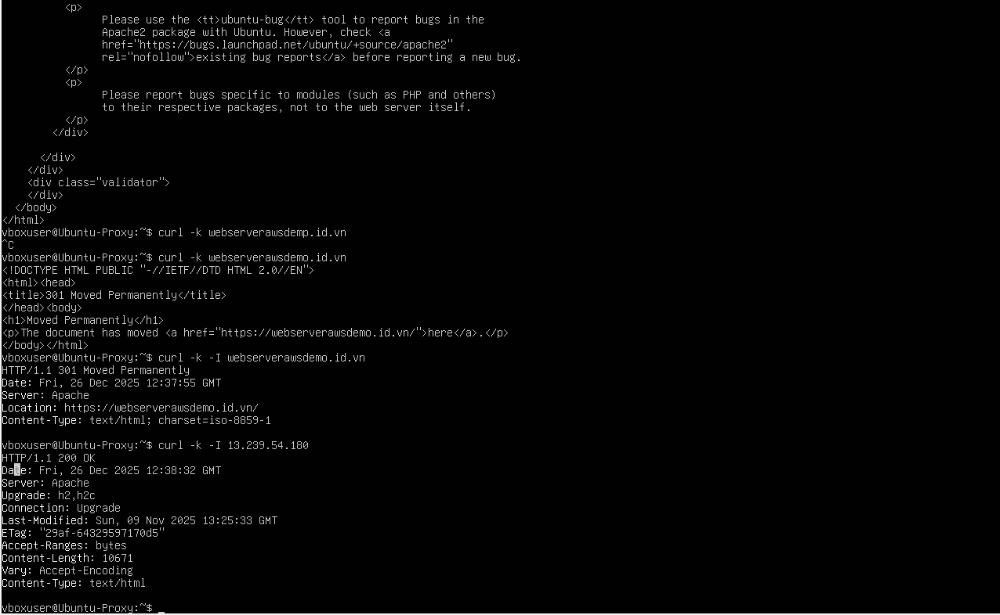 <p>
Please use the <tt>ubuntu-bug</tt> tool to report bugs in the
Apache2 package with Ubuntu. However, check <a
href="https://bugs.launchpad.net/ubuntu/+source/apache2"
rel="nofollow">existing bug reports</a> before reporting a new bug.
</p>
<p>
Please report bugs specific to modules (such as PHP and others)
to their respective packages, not to the web server itself.
</p>
</div>
</div>
</div>
<div class="validator">
</div>
</body>
</html>
vboxuser@Ubuntu-Proxy:~$ curl -k webserverawsdemp.id.vn
^C
vboxuser@Ubuntu-Proxy:~$ curl -k webserverawsdemo.id.vn
<!DOCTYPE HTML PUBLIC "-//IETF//DTD HTML 2.0//EN">
<html><head>
<title>301 Moved Permanently</title>
</head><body>
<h1>Moved Permanently</h1>
<p>The document has moved <a href="https://webserverawsdemo.id.vn/">here</a>.</p>
</body></html>
vboxuser@Ubuntu-Proxy:~$ curl -k -I webserverawsdemo.id.vn
HTTP/1.1 301 Moved Permanently
Date: Fri, 26 Dec 2025 12:37:55 GMT
Server: Apache
Location: https://webserverawsdemo.id.vn/
Content-Type: text/html; charset=iso-8859-1
vboxuser@Ubuntu-Proxy:~$ curl -k -I 13.239.54.180
HTTP/1.1 200 OK
Date: Fri, 26 Dec 2025 12:38:32 GMT
Server: Apache
Upgrade: h2,h2c
Connection: Upgrade
Last-Modified: Sun, 09 Nov 2025 13:25:33 GMT
ETag: "29af-64329597170d5"
Accept-Ranges: bytes
Content-Length: 10671
Vary: Accept-Encoding
Content-Type: text/html
vboxuser@Ubuntu-Proxy:~$ _